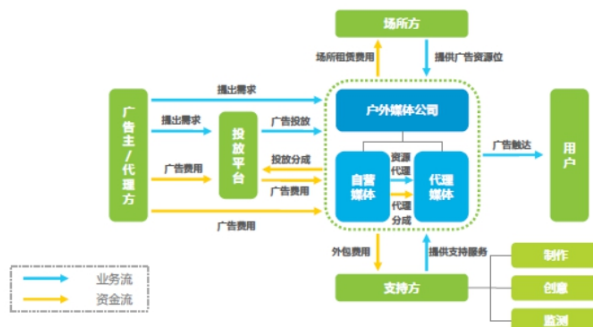 场所方
场所租赁费用
提供广告资源位
广告主/代理方
提出需求
提出需求
广告费用
广告费用
投放平台
广告投放
投放分成
广告费用
户外媒体公司
自营媒体
资源代理
代理分成
代理媒体
广告触达
用户
外包费用
提供支持服务
支持方
制作
创意
监测
业务流
资金流